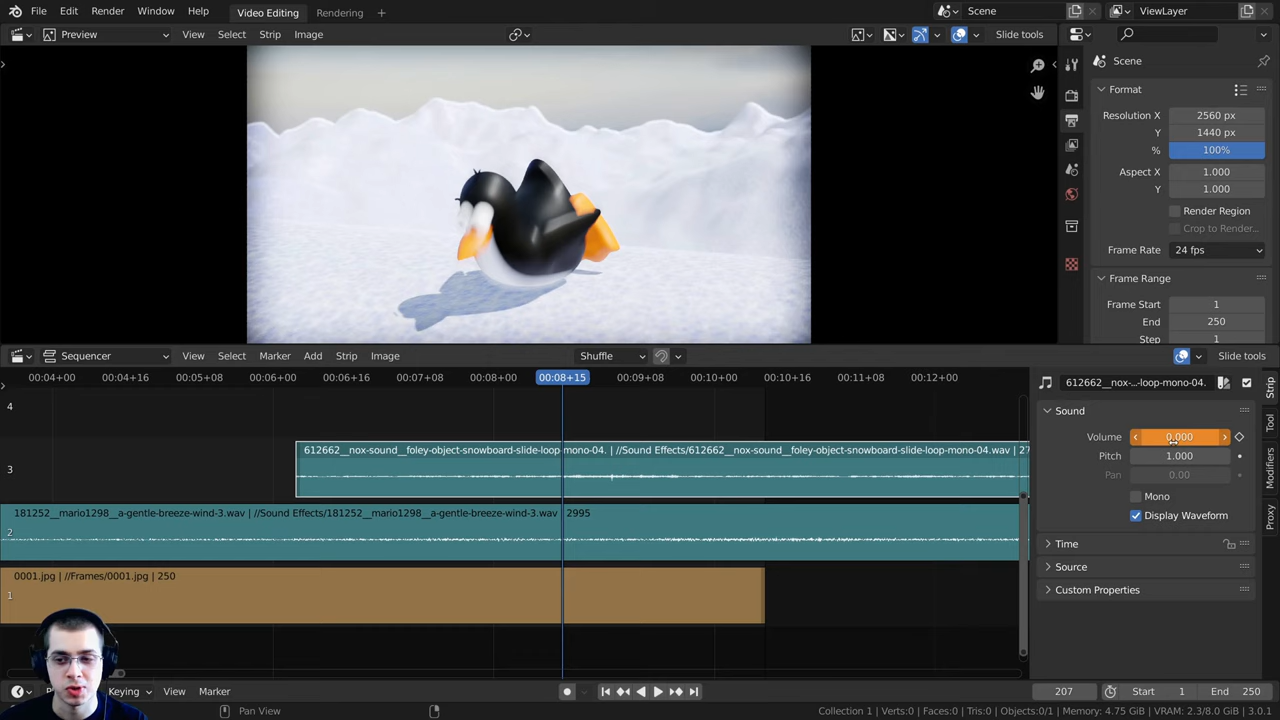 File Edit Render Window Help Video Editing Rendering + Scene ViewLayer
Preview View Select Strip Image Slide tools
Scene
Format
Resolution X 2560 px
Y 1440 px
% 100%
Aspect X 1.000
Y 1.000
Render Region
Crop to Render...
Frame Rate 24 fps
Frame Range
Frame Start 1
End 250
Step 1
Sequencer View Select Marker Add Strip Image Shuffle Slide tools
00:04+00 00:04+16 00:05+08 00:06+00 00:06+16 00:07+08 00:08+00 00:08+15 00:09+08 00:10+00 00:10+16 00:11+08 00:12+00
612662__nox-...-loop-mono-04.
4
Sound
Volume 0.000
3 612662__nox-sound__foley-object-snowboard-slide-loop-mono-04. | //Sound Effects/612662__nox-sound__foley-object-snowboard-slide-loop-mono-04.wav | 27
Pitch 1.000
Pan 0.00
Mono
Display Waveform
2 181252__mario1298__a-gentle-breeze-wind-3.wav | //Sound Effects/181252__mario1298__a-gentle-breeze-wind-3.wav | 2995
Time
Source
Custom Properties
1 0001.jpg | //Frames/0001.jpg | 250
Strip
Tool
Modifiers
Proxy
Keying View Marker 207 Start 1 End 250
Pan View Collection 1 | Verts:0 | Faces:0 | Tris:0 | Objects:0/1 | Memory: 4.75 GiB | VRAM: 2.3/8.0 GiB | 3.0.1